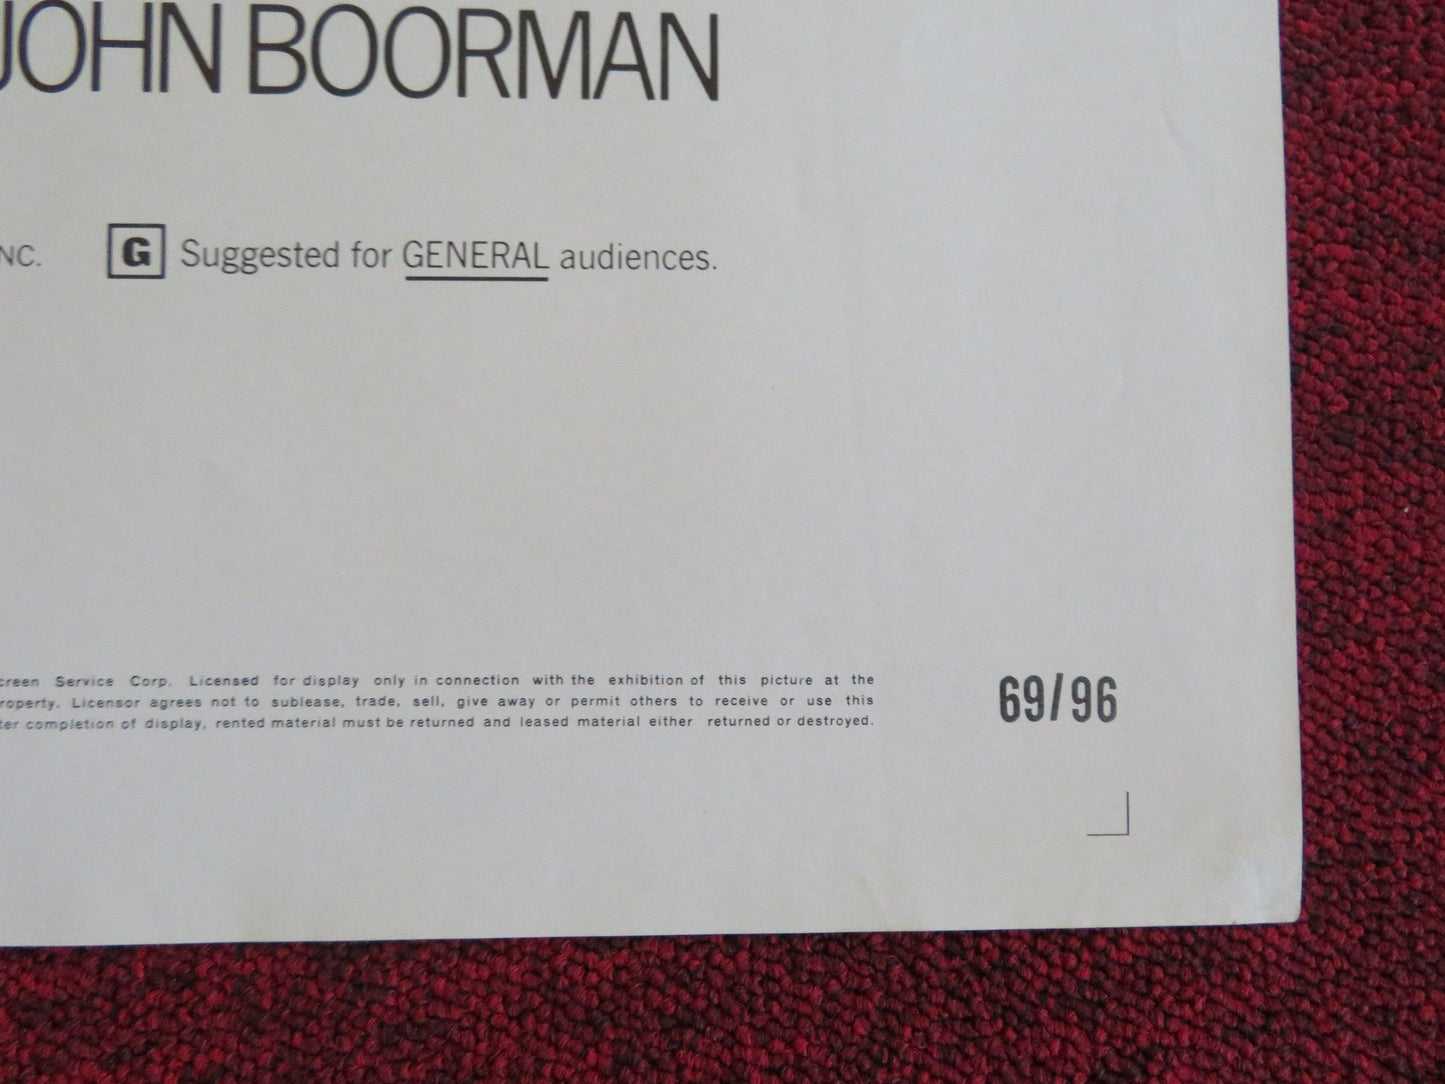 JOHN BOORMAN
NC. G Suggested for GENERAL audiences.
creen Service Corp. Licensed for display only in connection with the exhibition of this picture at the
roperty. Licensor agrees not to sublease, trade, sell, give away or permit others to receive or use this
ter completion of display, rented material must be returned and leased material either returned or destroyed.
69/96